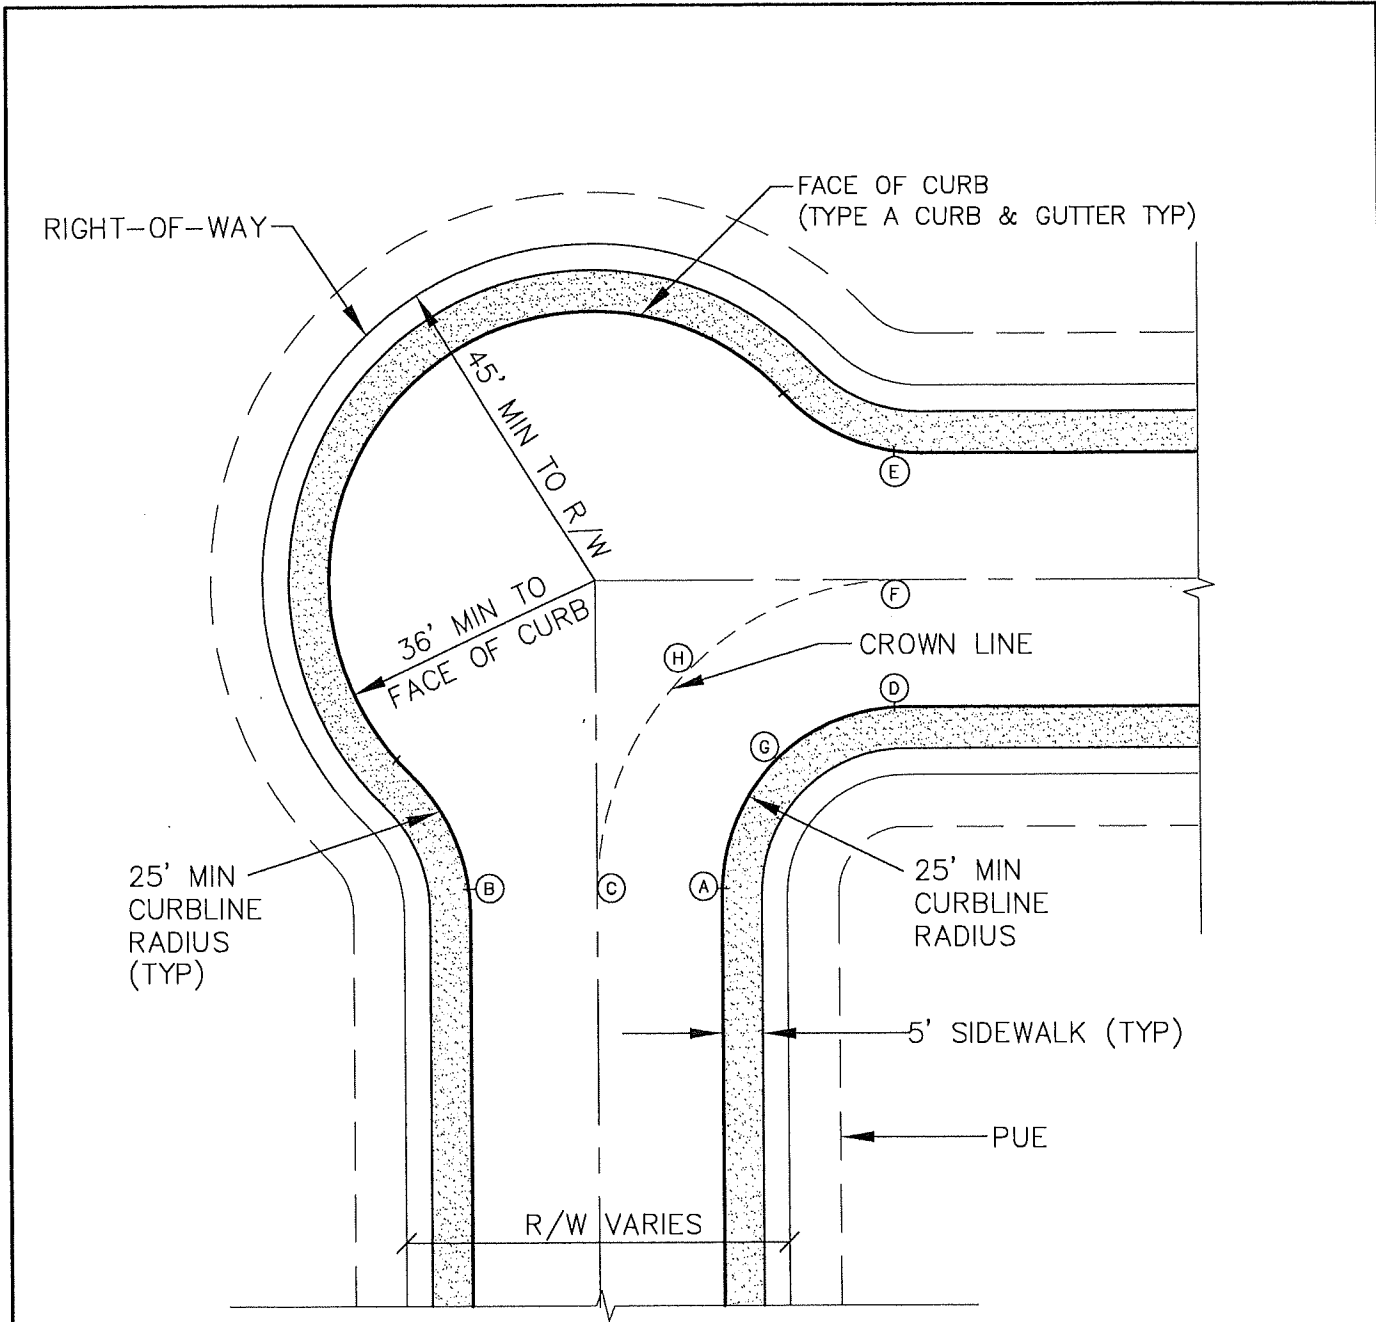 FACE OF CURB
(TYPE A CURB & GUTTER TYP)
RIGHT-OF-WAY
45' MIN TO R/W
36' MIN TO
FACE OF CURB
E
F
H
CROWN LINE
D
G
25' MIN
CURBLINE
RADIUS
(TYP)
B
C
A
25' MIN
CURBLINE
RADIUS
5' SIDEWALK (TYP)
PUE
R/W VARIES